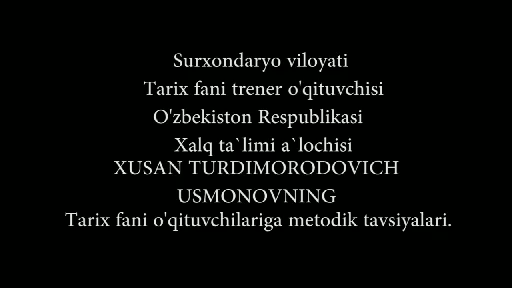 Surxondaryo viloyati
Tarix fani trener o'qituvchisi
O'zbekiston Respublikasi
Xalq ta`limi a`lochisi
XUSAN TURDIMORODOVICH
USMONOVNING
Tarix fani o'qituvchilariga metodik tavsiyalari.